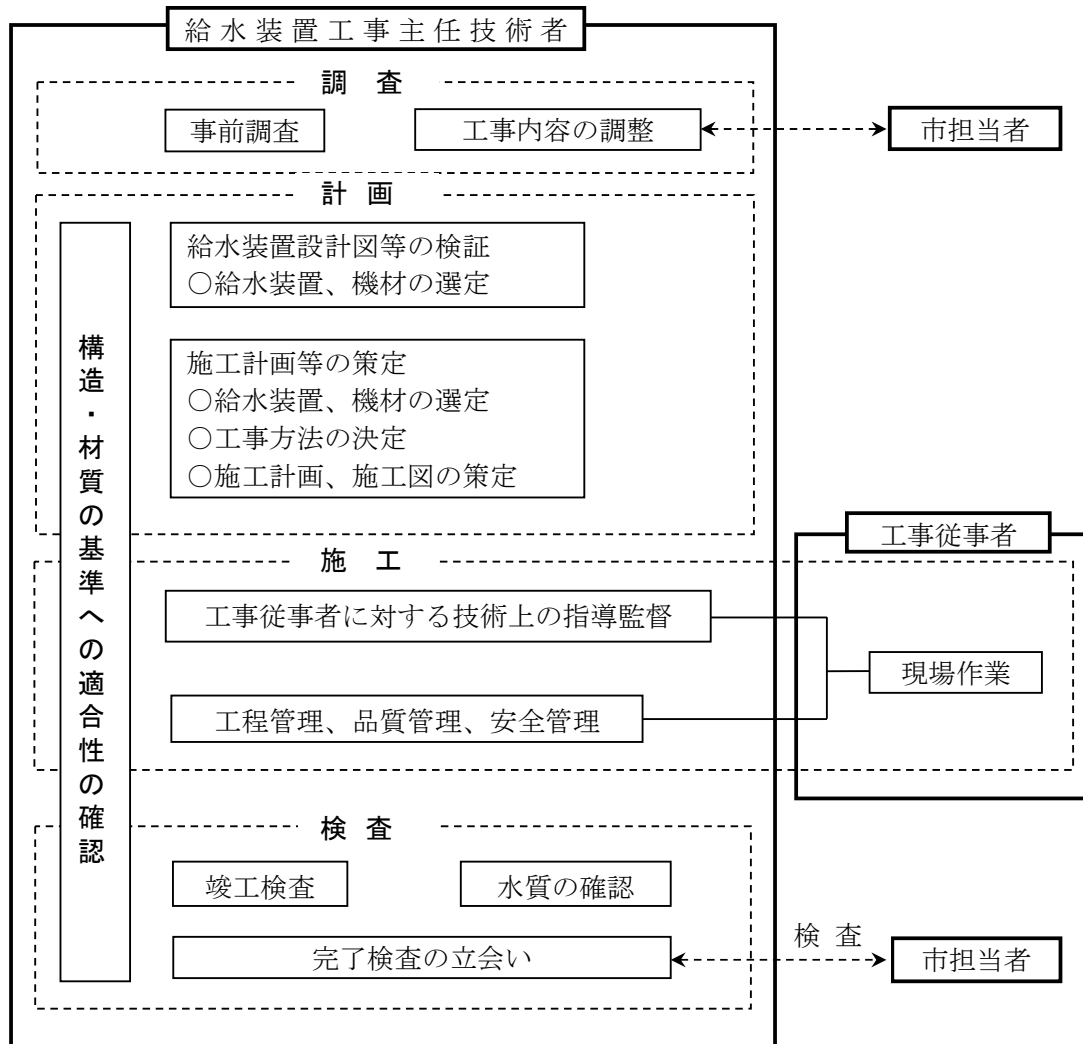 給水装置工事主任技術者
調査
事前調査
工事内容の調整
市担当者
計画
給水装置設計図等の検証
○給水装置、機材の選定
構造・材質の基準への適合性の確認
施工計画等の策定
○給水装置、機材の選定
○工事方法の決定
○施工計画、施工図の策定
工事従事者
施工
工事従事者に対する技術上の指導監督
現場作業
工程管理、品質管理、安全管理
検査
竣工検査
水質の確認
完了検査の立会い
検査
市担当者